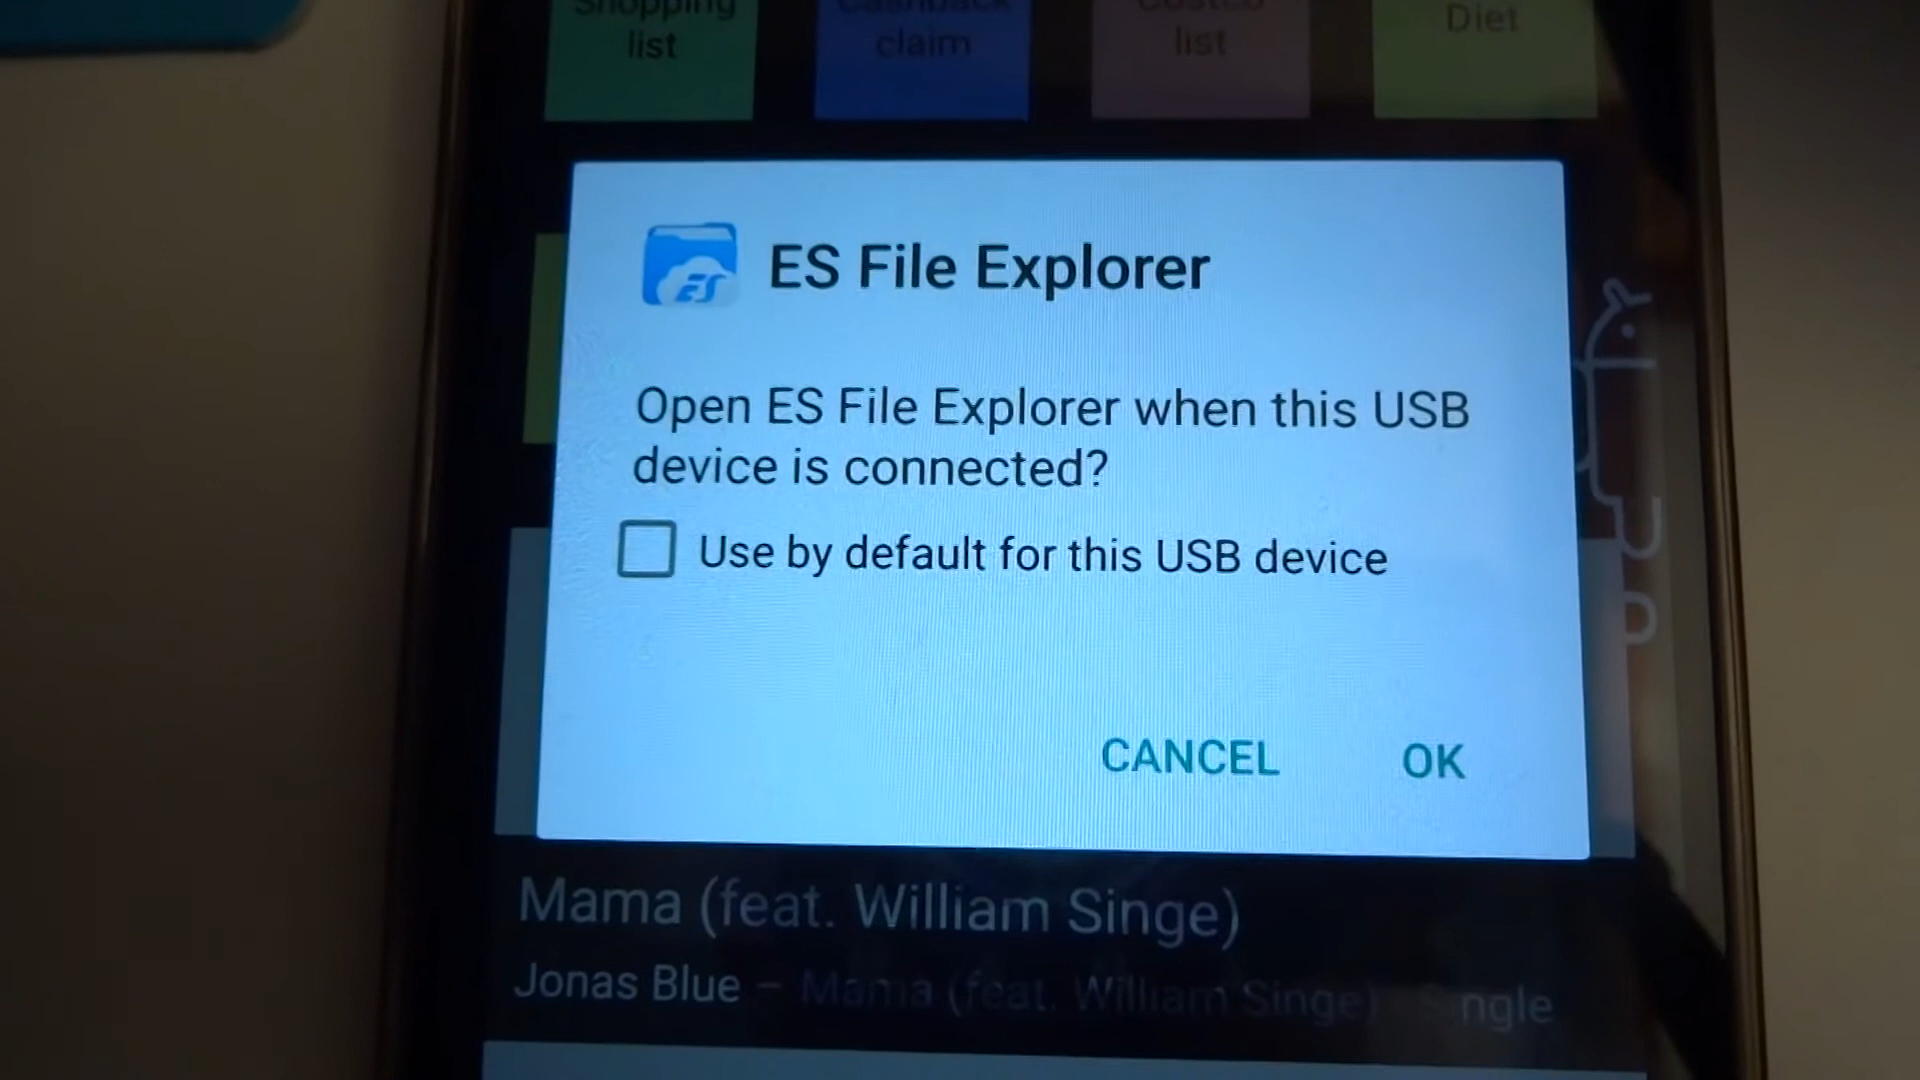 Shopping
list
Cashback
claim
Costco
list
Diet
ES
ES File Explorer
Open ES File Explorer when this USB
device is connected?
Use by default for this USB device
CANCEL
OK
Mama (feat. William Singe)
Jonas Blue – Mama (feat. William Singe) - Single